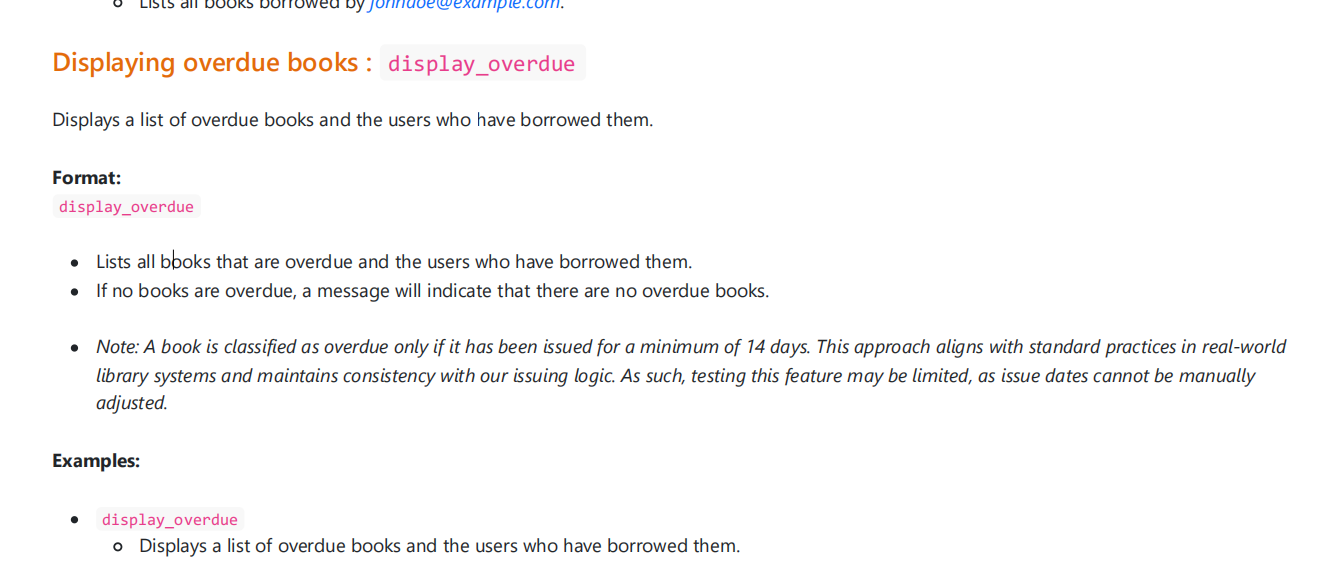 Lists all books borrowed by johndoe@example.com.
Displaying overdue books : display_overdue
Displays a list of overdue books and the users who have borrowed them.
Format:
display_overdue
Lists all books that are overdue and the users who have borrowed them.
If no books are overdue, a message will indicate that there are no overdue books.
Note: A book is classified as overdue only if it has been issued for a minimum of 14 days. This approach aligns with standard practices in real-world
library systems and maintains consistency with our issuing logic. As such, testing this feature may be limited, as issue dates cannot be manually
adjusted.
Examples:
display_overdue
Displays a list of overdue books and the users who have borrowed them.